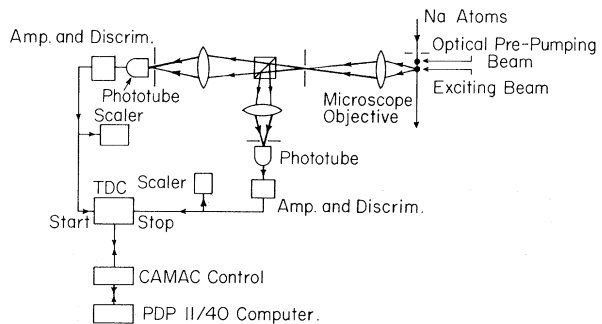 Na Atoms
Amp. and Discrim.
Optical Pre-Pumping
Beam
Exciting Beam
Phototube
Microscope
Objective
Scaler
Phototube
TDC
Scaler
Start
Stop
Amp. and Discrim.
CAMAC Control
PDP 11/40 Computer.